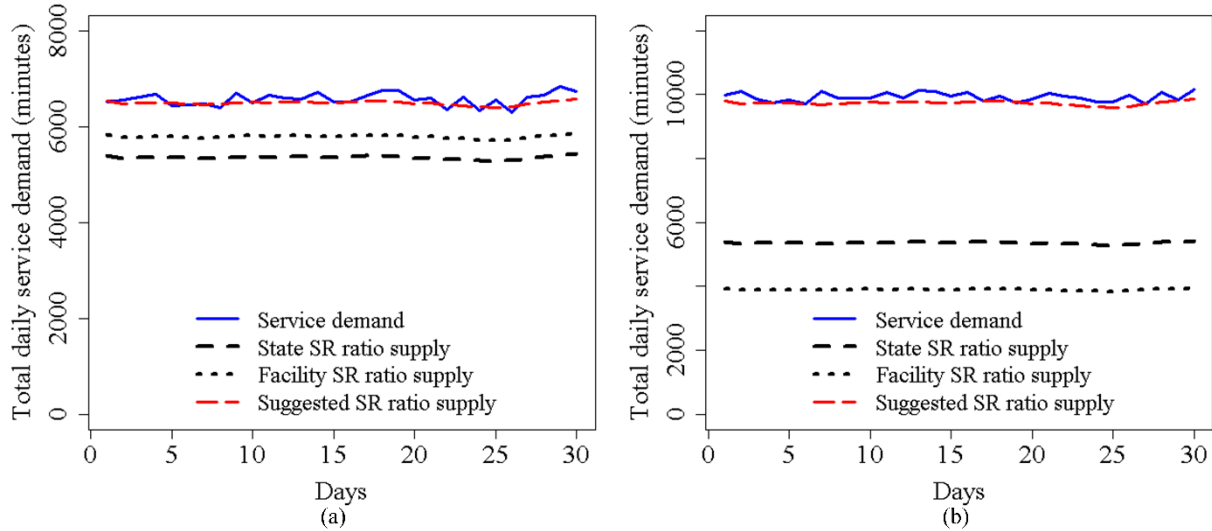 Total daily service demand (minutes)
8000
6000
4000
2000
0
Service demand
State SR ratio supply
Facility SR ratio supply
Suggested SR ratio supply
0 5 10 15 20 25 30
Days
(a)
Total daily service demand (minutes)
10000
6000
2000
0
Service demand
State SR ratio supply
Facility SR ratio supply
Suggested SR ratio supply
0 5 10 15 20 25 30
Days
(b)